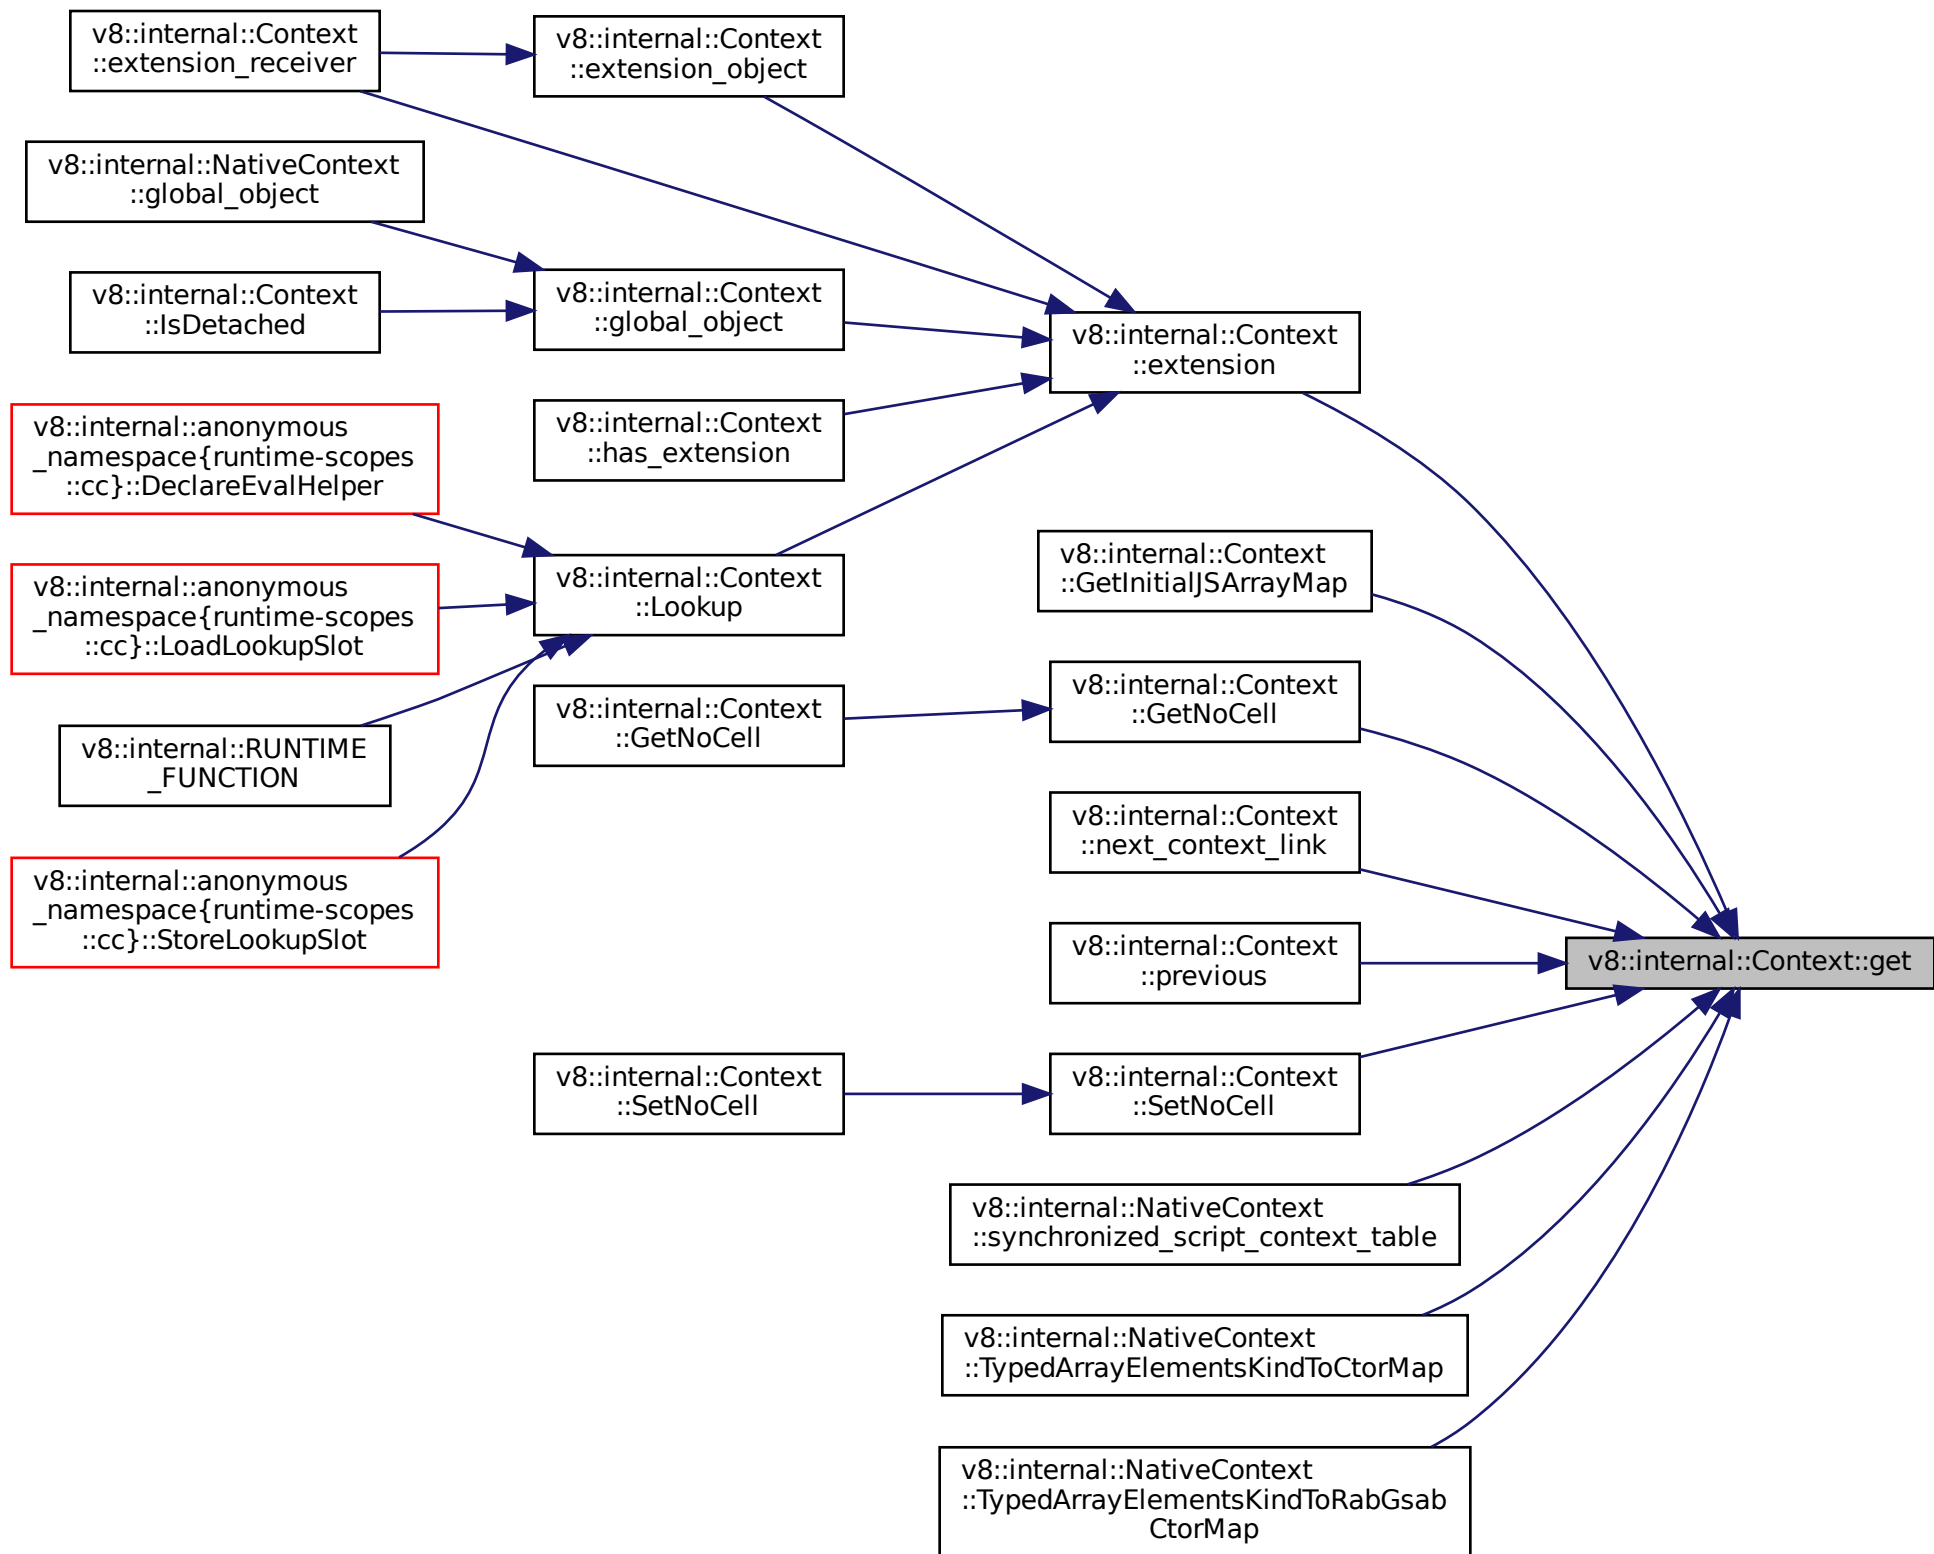 v8::internal::Context
::extension_receiver
v8::internal::Context
::extension_object
v8::internal::NativeContext
::global_object
v8::internal::Context
::IsDetached
v8::internal::Context
::global_object
v8::internal::Context
::extension
v8::internal::anonymous
_namespace{runtime-scopes
::cc}::DeclareEvalHelper
v8::internal::Context
::has_extension
v8::internal::anonymous
_namespace{runtime-scopes
::cc}::LoadLookupSlot
v8::internal::Context
::Lookup
v8::internal::Context
::GetInitialJSArrayMap
v8::internal::RUNTIME
_FUNCTION
v8::internal::Context
::GetNoCell
v8::internal::Context
::GetNoCell
v8::internal::Context
::next_context_link
v8::internal::anonymous
_namespace{runtime-scopes
::cc}::StoreLookupSlot
v8::internal::Context
::previous
v8::internal::Context::get
v8::internal::Context
::SetNoCell
v8::internal::Context
::SetNoCell
v8::internal::NativeContext
::synchronized_script_context_table
v8::internal::NativeContext
::TypedArrayElementsKindToCtorMap
v8::internal::NativeContext
::TypedArrayElementsKindToRabGsab
CtorMap